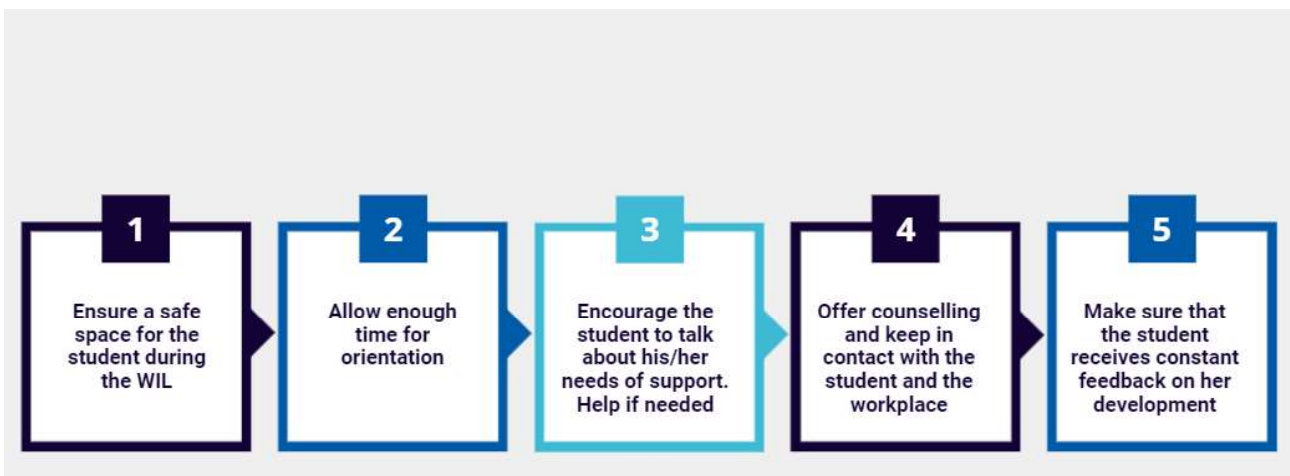 1
Ensure a safe
space for the
student during
the WIL
2
Allow enough
time for
orientation
3
Encourage the
student to talk
about his/her
needs of support.
Help if needed
4
Offer counselling
and keep in
contact with the
student and the
workplace
5
Make sure that
the student
receives constant
feedback on her
development